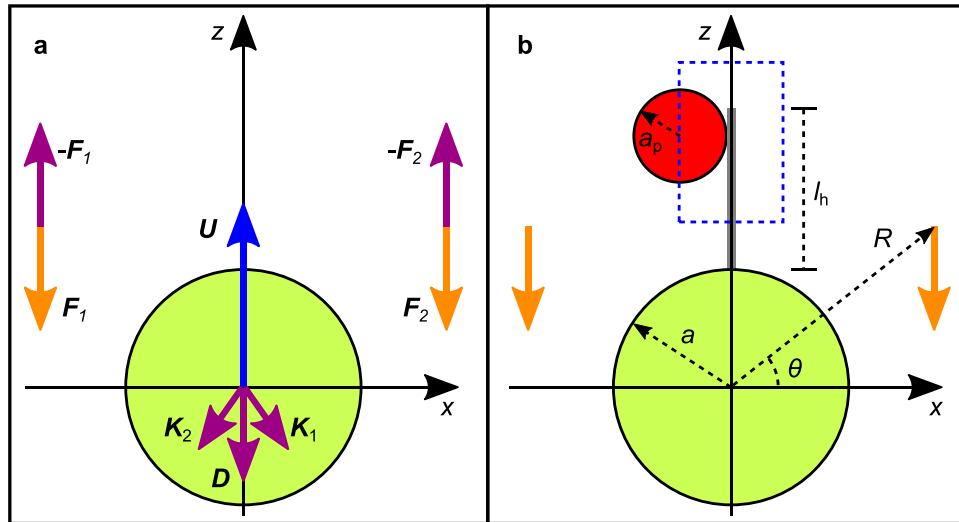 a
z
-F₁
-F₂
U
F₁
F₂
x
K₂
K₁
D
b
z
aₚ
lₕ
R
a
θ
x